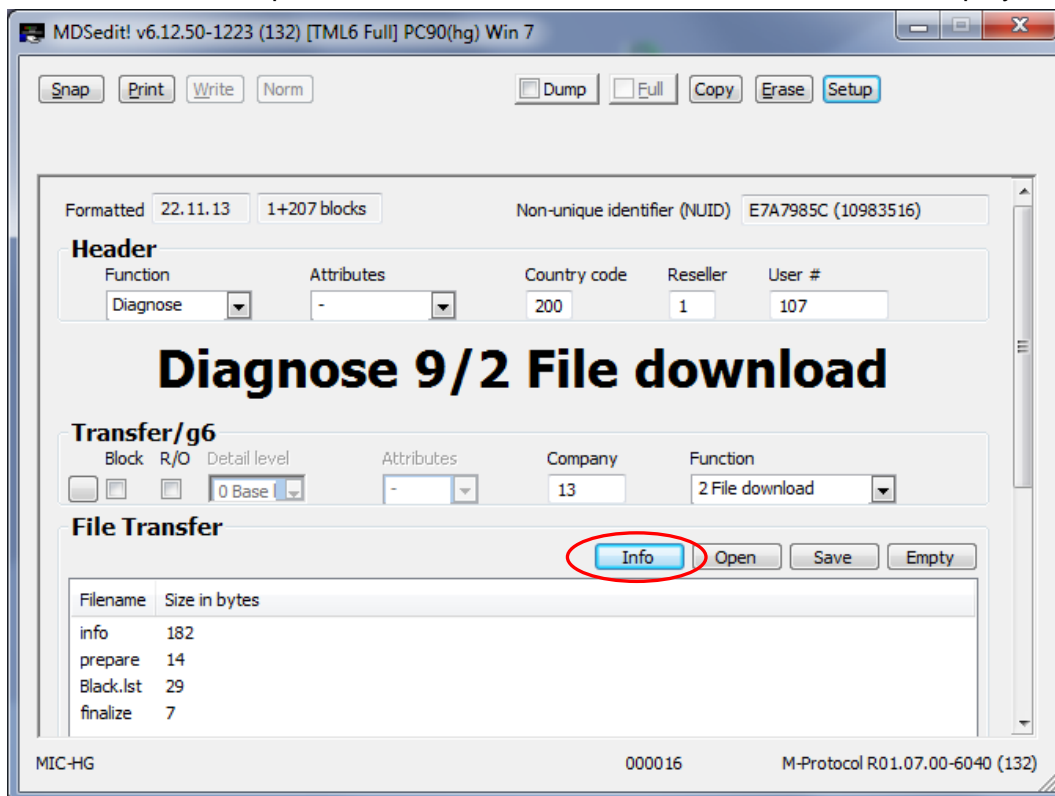 MDSedit! v6.12.50-1223 (132) [TML6 Full] PC90(hg) Win 7
Snap Print Write Norm Dump Full Copy Erase Setup
Formatted 22.11.13 1+207 blocks Non-unique identifier (NUID) E7A7985C (10983516)
Header
Function Attributes Country code Reseller User #
Diagnose - 200 1 107
Diagnose 9/2 File download
Transfer/g6
Block R/O Detail level Attributes Company Function
0 Base - 13 2 File download
File Transfer
Info Open Save Empty
Filename Size in bytes
info 182
prepare 14
Black.lst 29
finalize 7
MIC-HG 000016 M-Protocol R01.07.00-6040 (132)